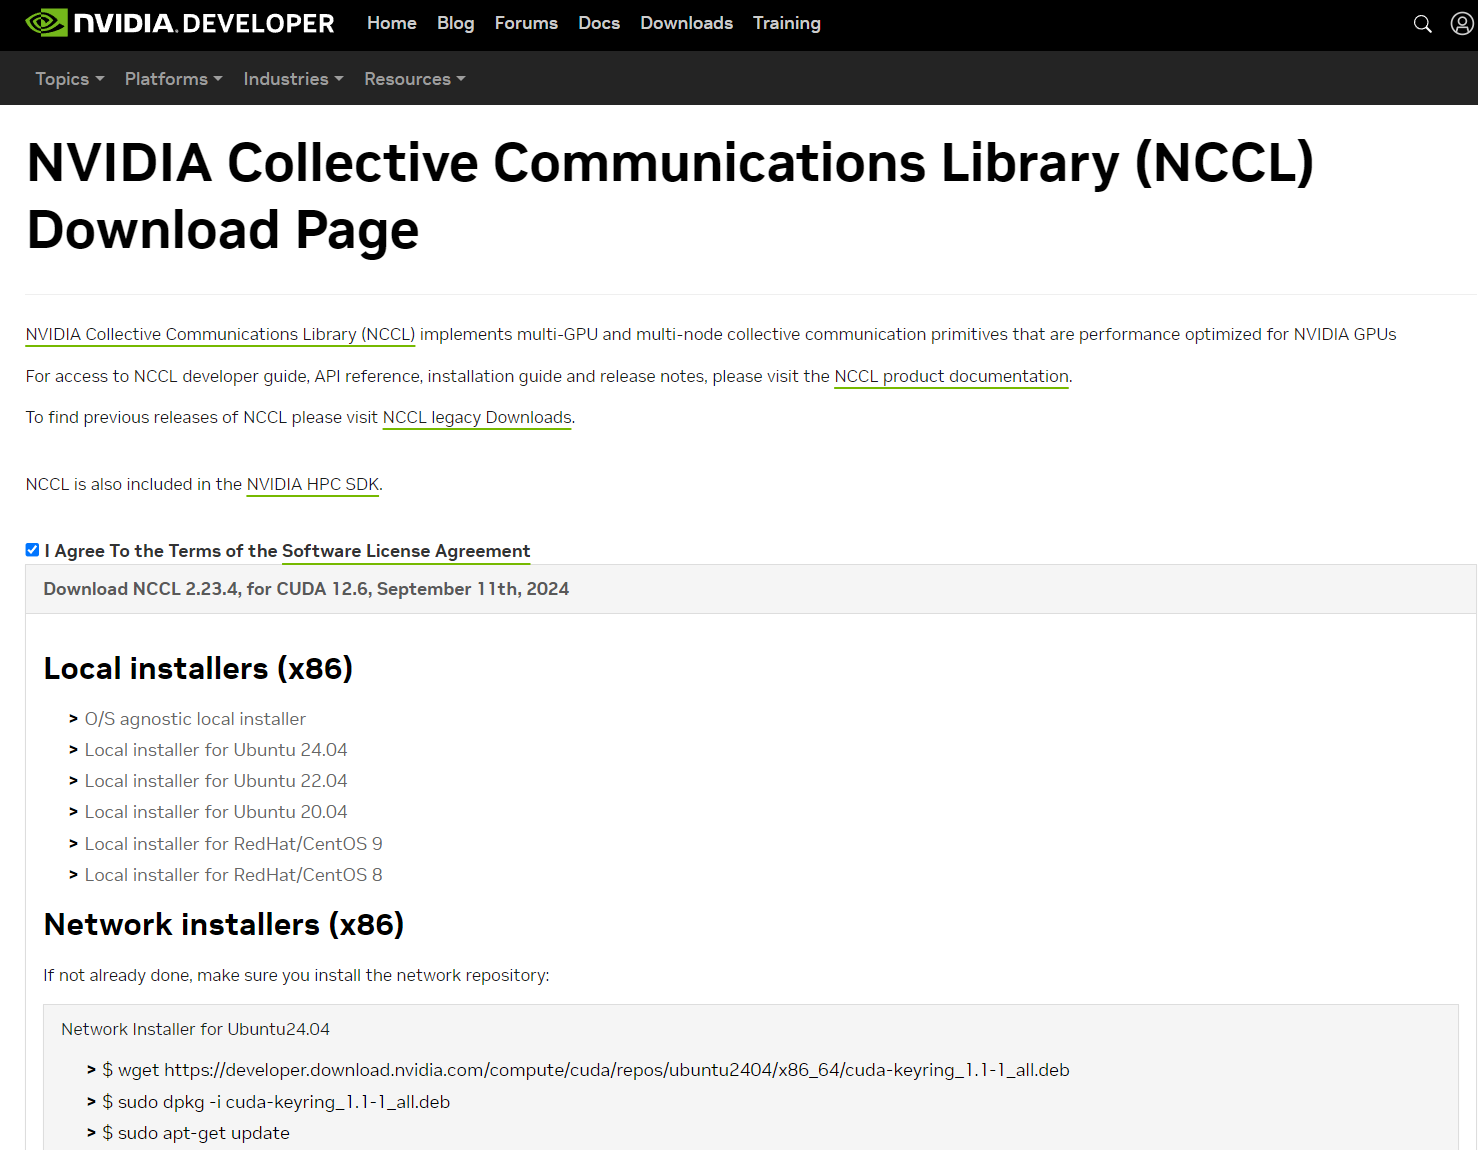 NVIDIA. DEVELOPER Home Blog Forums Docs Downloads Training
Topics Platforms Industries Resources
NVIDIA Collective Communications Library (NCCL)
Download Page
NVIDIA Collective Communications Library (NCCL) implements multi-GPU and multi-node collective communication primitives that are performance optimized for NVIDIA GPUs
For access to NCCL developer guide, API reference, installation guide and release notes, please visit the NCCL product documentation.
To find previous releases of NCCL please visit NCCL legacy Downloads.
NCCL is also included in the NVIDIA HPC SDK.
I Agree To the Terms of the Software License Agreement
Download NCCL 2.23.4, for CUDA 12.6, September 11th, 2024
Local installers (x86)
> O/S agnostic local installer
> Local installer for Ubuntu 24.04
> Local installer for Ubuntu 22.04
> Local installer for Ubuntu 20.04
> Local installer for RedHat/CentOS 9
> Local installer for RedHat/CentOS 8
Network installers (x86)
If not already done, make sure you install the network repository:
Network Installer for Ubuntu24.04
> $ wget https://developer.download.nvidia.com/compute/cuda/repos/ubuntu2404/x86_64/cuda-keyring_1.1-1_all.deb
> $ sudo dpkg -i cuda-keyring_1.1-1_all.deb
> $ sudo apt-get update